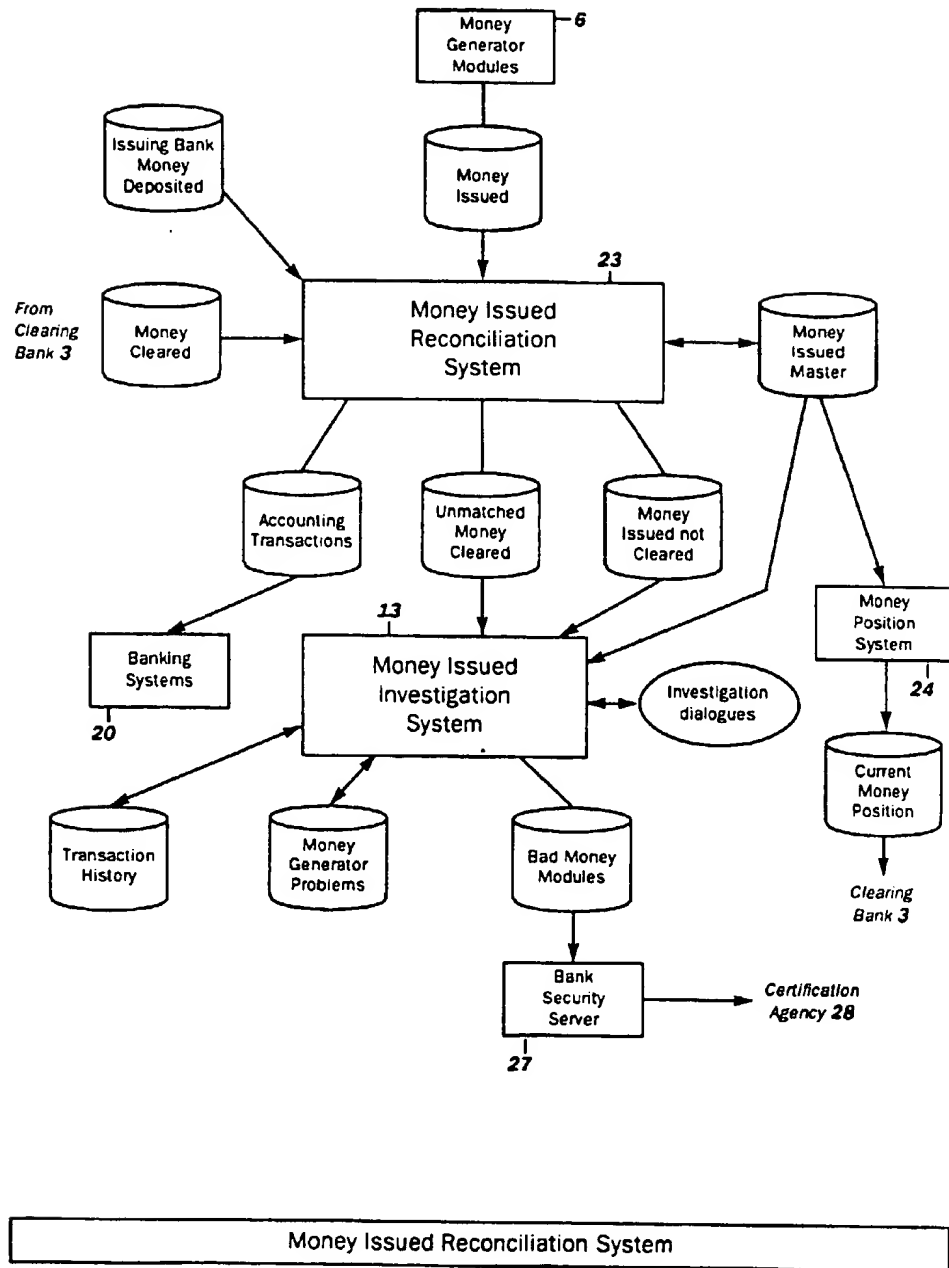 6
Money
Generator
Modules
Issuing Bank
Money
Deposited
Money
Issued
23
From
Clearing
Bank 3
Money
Cleared
Money Issued
Reconciliation
System
Money
Issued
Master
Accounting
Transactions
Unmatched
Money
Cleared
Money
Issued not
Cleared
13
Banking
Systems
20
Money Issued
Investigation
System
Investigation
dialogues
Money
Position
System
24
Transaction
History
Money
Generator
Problems
Bad Money
Modules
Current
Money
Position
Clearing
Bank 3
Bank
Security
Server
27
Certification
Agency 28
Money Issued Reconciliation System